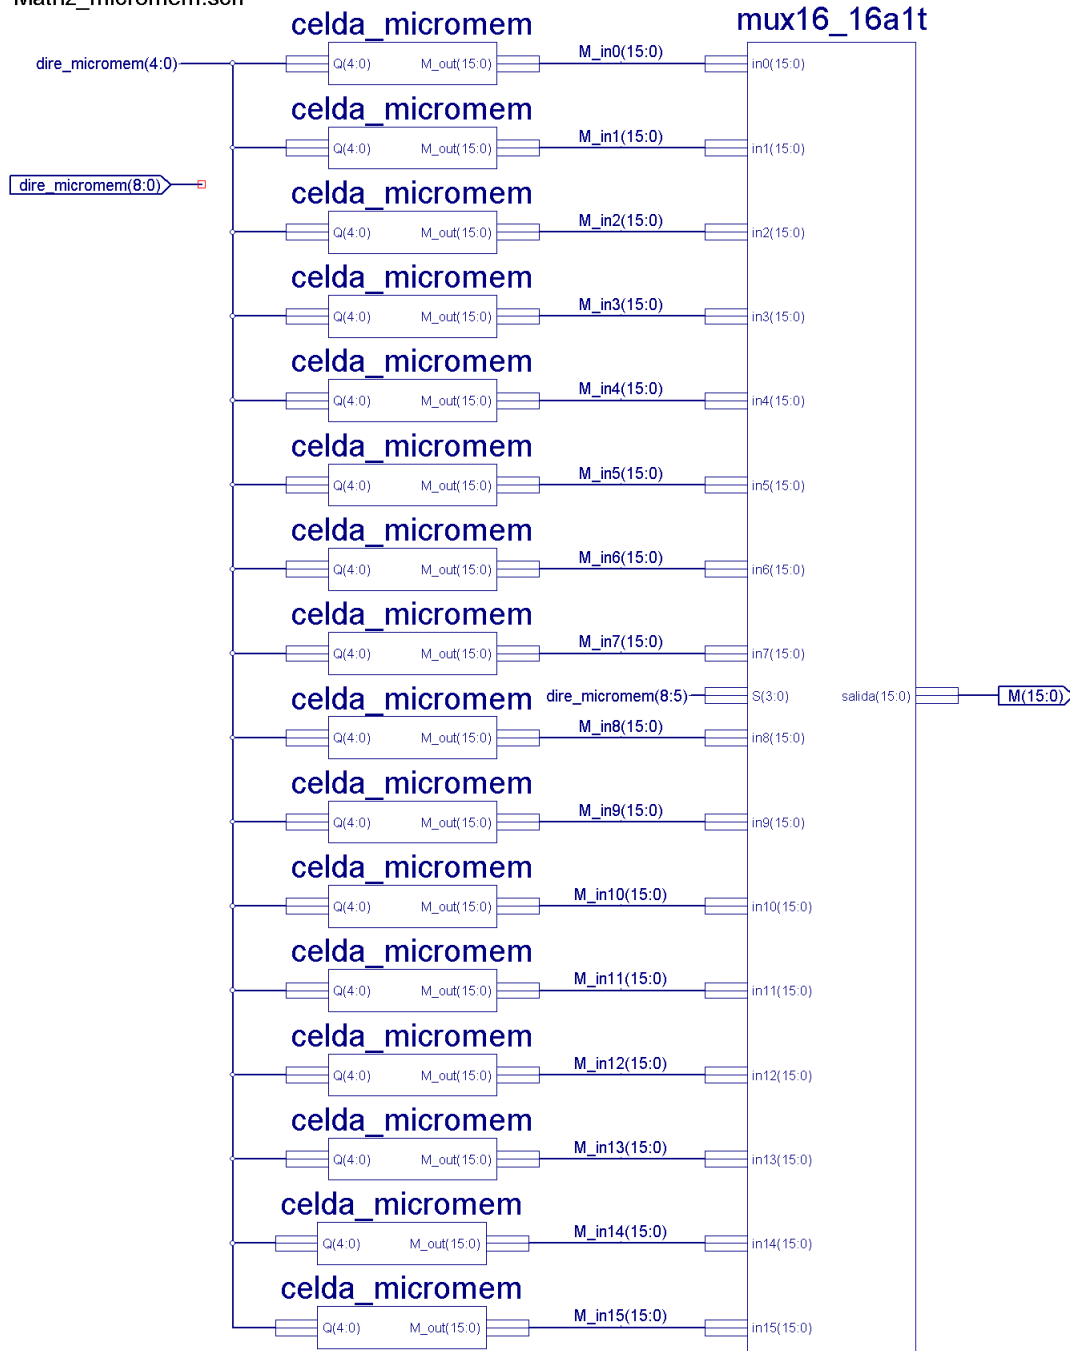 Matriz_micromem.sch
celda_micromem
mux16_16a1t
dire_micromem(4:0)
Q(4:0) M_out(15:0)
M_in0(15:0)
in0(15:0)
celda_micromem
Q(4:0) M_out(15:0)
M_in1(15:0)
in1(15:0)
dire_micromem(8:0)
celda_micromem
Q(4:0) M_out(15:0)
M_in2(15:0)
in2(15:0)
celda_micromem
Q(4:0) M_out(15:0)
M_in3(15:0)
in3(15:0)
celda_micromem
Q(4:0) M_out(15:0)
M_in4(15:0)
in4(15:0)
celda_micromem
Q(4:0) M_out(15:0)
M_in5(15:0)
in5(15:0)
celda_micromem
Q(4:0) M_out(15:0)
M_in6(15:0)
in6(15:0)
celda_micromem
Q(4:0) M_out(15:0)
M_in7(15:0)
in7(15:0)
dire_micromem(8:5)
S(3:0) salida(15:0)
M(15:0)
celda_micromem
Q(4:0) M_out(15:0)
M_in8(15:0)
in8(15:0)
celda_micromem
Q(4:0) M_out(15:0)
M_in9(15:0)
in9(15:0)
celda_micromem
Q(4:0) M_out(15:0)
M_in10(15:0)
in10(15:0)
celda_micromem
Q(4:0) M_out(15:0)
M_in11(15:0)
in11(15:0)
celda_micromem
Q(4:0) M_out(15:0)
M_in12(15:0)
in12(15:0)
celda_micromem
Q(4:0) M_out(15:0)
M_in13(15:0)
in13(15:0)
celda_micromem
Q(4:0) M_out(15:0)
M_in14(15:0)
in14(15:0)
celda_micromem
Q(4:0) M_out(15:0)
M_in15(15:0)
in15(15:0)